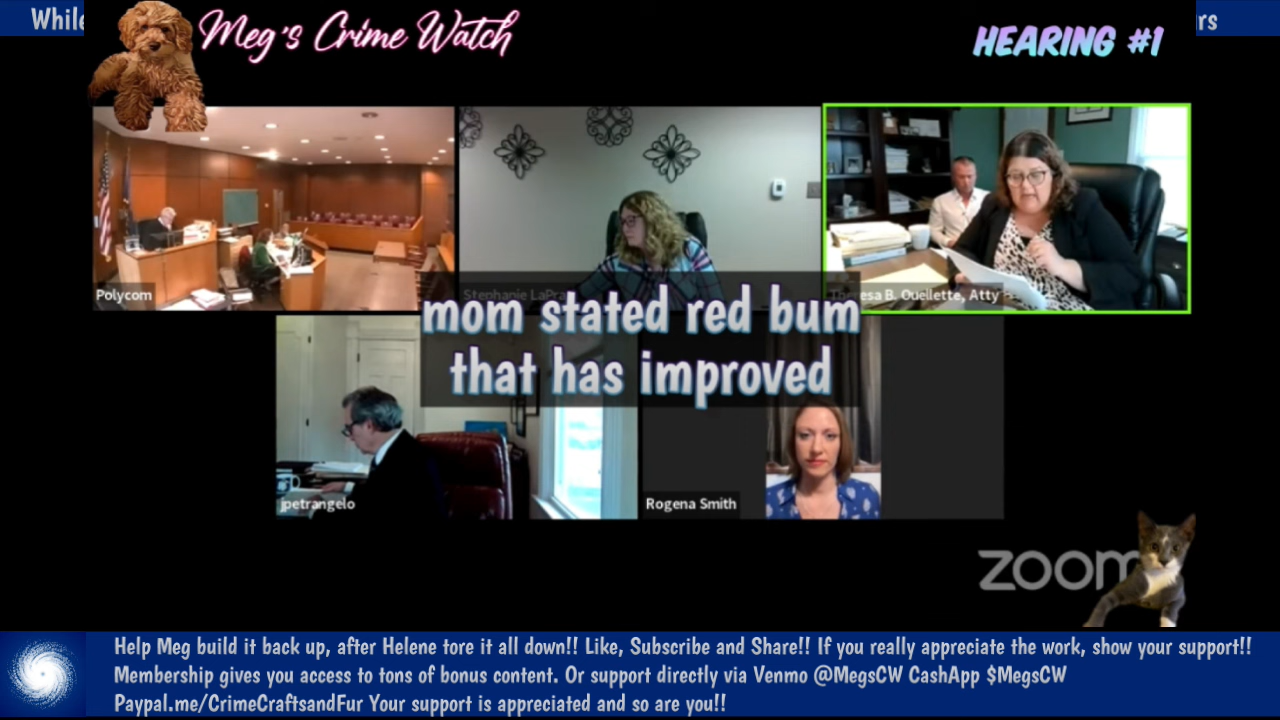 While
rs
Meg's Crime Watch
HEARING #1
Polycom
Stephanie
B. Ouellette, Atty
mom stated red bum
that has improved
jpetrangelo
Rogena Smith
zoom
Help Meg build it back up, after Helene tore it all down!! Like, Subscribe and Share!! If you really appreciate the work, show your support!!
Membership gives you access to tons of bonus content. Or support directly via Venmo @MegsCW CashApp $MegsCW
Paypal.me/CrimeCraftsandFur Your support is appreciated and so are you!!